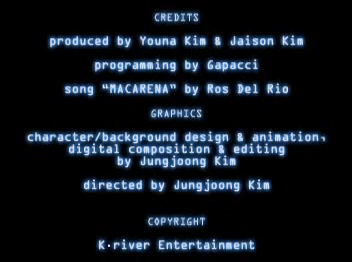 CREDITS
produced by Youna Kim & Jaison Kim
programming by Gapacci
song “MACARENA” by Ros Del Rio
GRAPHICS
character/background design & animation,
digital composition & editing
by Jungjoong Kim
directed by Jungjoong Kim
COPYRIGHT
K·river Entertainment